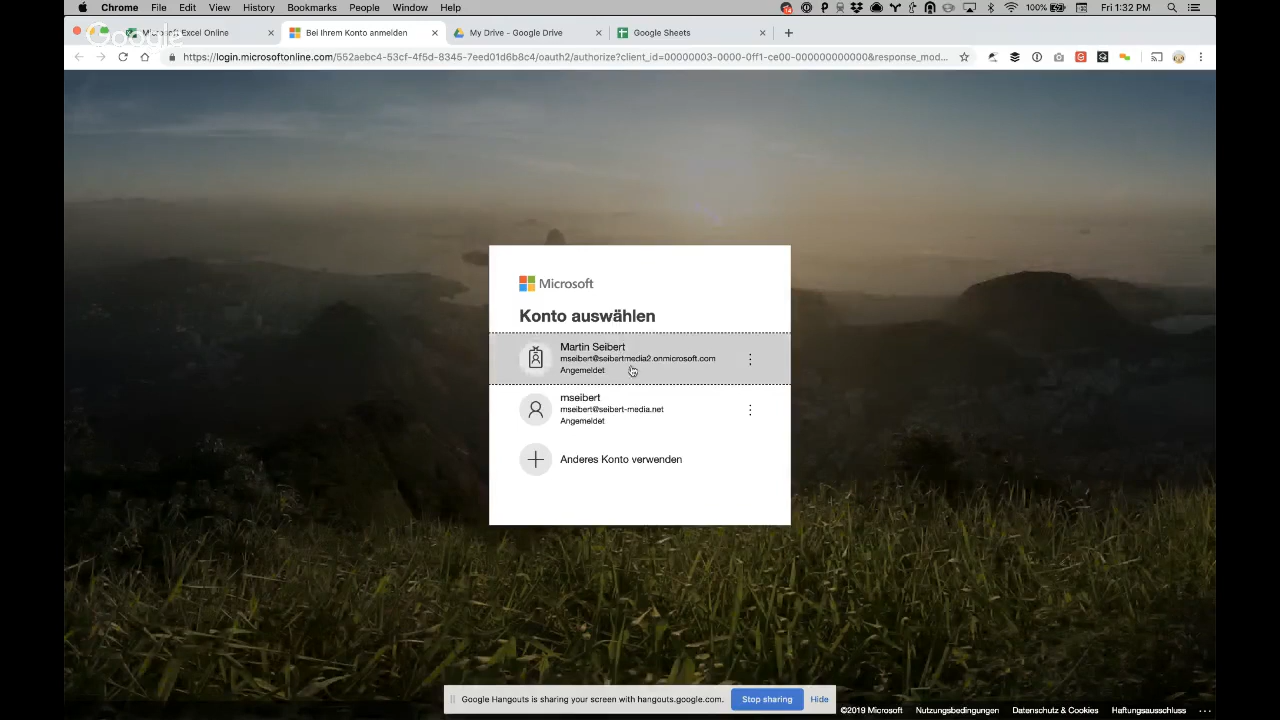 Chrome File Edit View History Bookmarks People Window Help 100% Fri 1:32 PM
Google
Microsoft Excel Online Bei Ihrem Konto anmelden My Drive - Google Drive Google Sheets
https://login.microsoftonline.com/552aebc4-53cf-4f5d-8345-7eed01d6b8c4/oauth2/authorize?client_id=00000003-0000-0ff1-ce00-000000000000&response_mod...
Microsoft
Konto auswählen
Martin Seibert
mseibert@seibertmedia2.onmicrosoft.com
Angemeldet
mseibert
mseibert@seibert-media.net
Angemeldet
Anderes Konto verwenden
Google Hangouts is sharing your screen with hangouts.google.com. Stop sharing Hide
©2019 Microsoft Nutzungsbedingungen Datenschutz & Cookies Haftungsausschluss ...